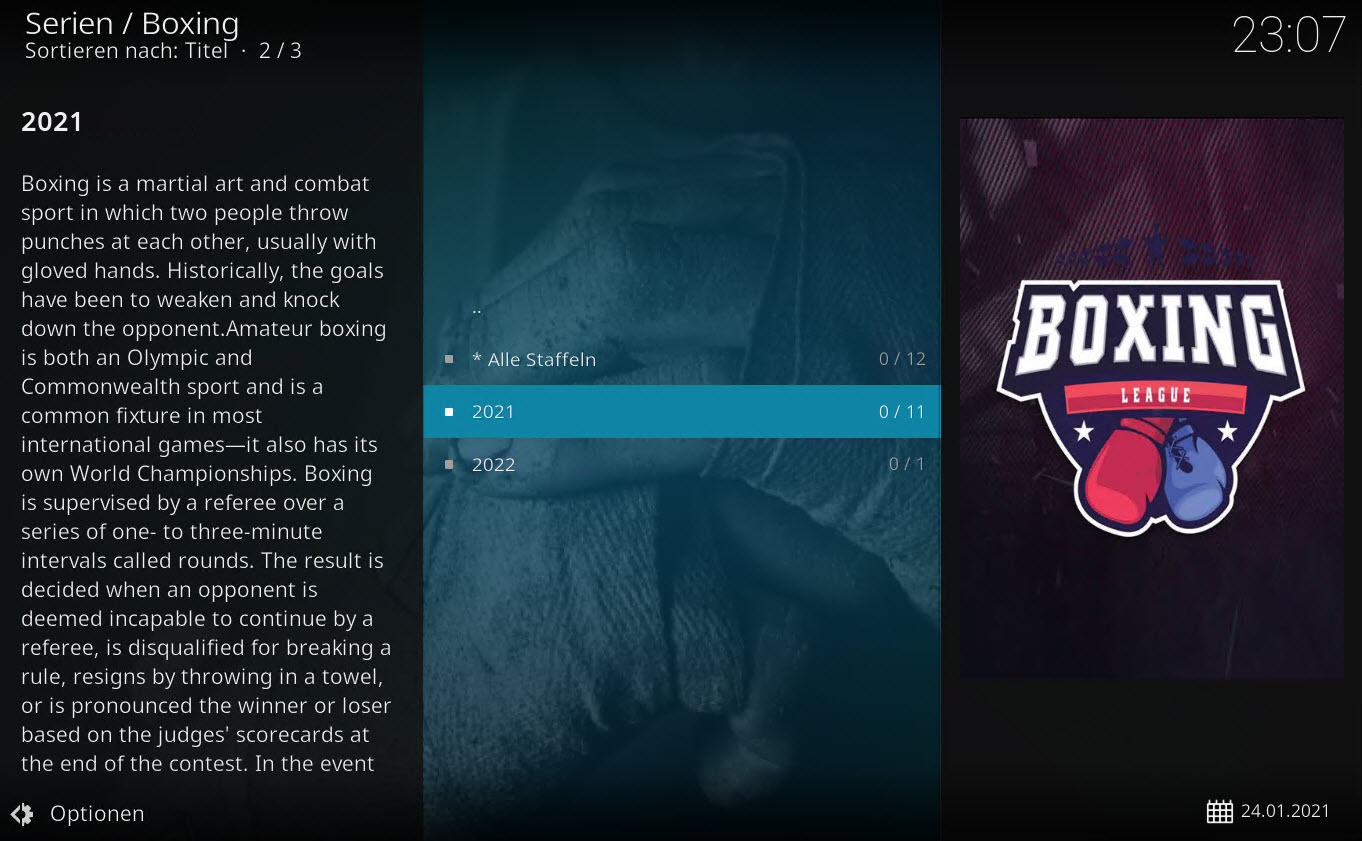 Serien / Boxing
Sortieren nach: Titel · 2 / 3
23:07
2021
Boxing is a martial art and combat
sport in which two people throw
punches at each other, usually with
gloved hands. Historically, the goals
have been to weaken and knock
down the opponent.Amateur boxing
is both an Olympic and
Commonwealth sport and is a
common fixture in most
international games—it also has its
own World Championships. Boxing
is supervised by a referee over a
series of one- to three-minute
intervals called rounds. The result is
decided when an opponent is
deemed incapable to continue by a
referee, is disqualified for breaking a
rule, resigns by throwing in a towel,
or is pronounced the winner or loser
based on the judges' scorecards at
the end of the contest. In the event
..
* Alle Staffeln 0 / 12
2021 0 / 11
2022 0 / 1
BOXING
LEAGUE
Optionen
24.01.2021